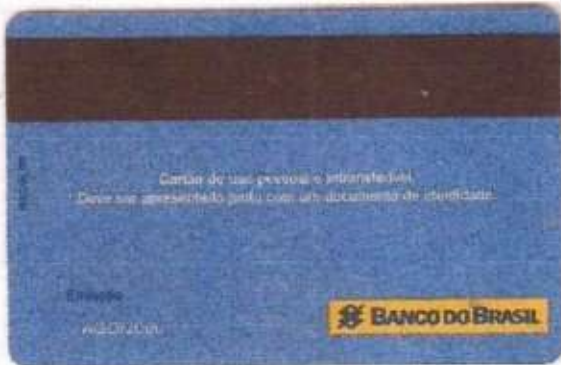 Cartão de uso pessoal e intransferível.
Deve ser apresentado junto com um documento de identidade.
Emissão
BANCO DO BRASIL